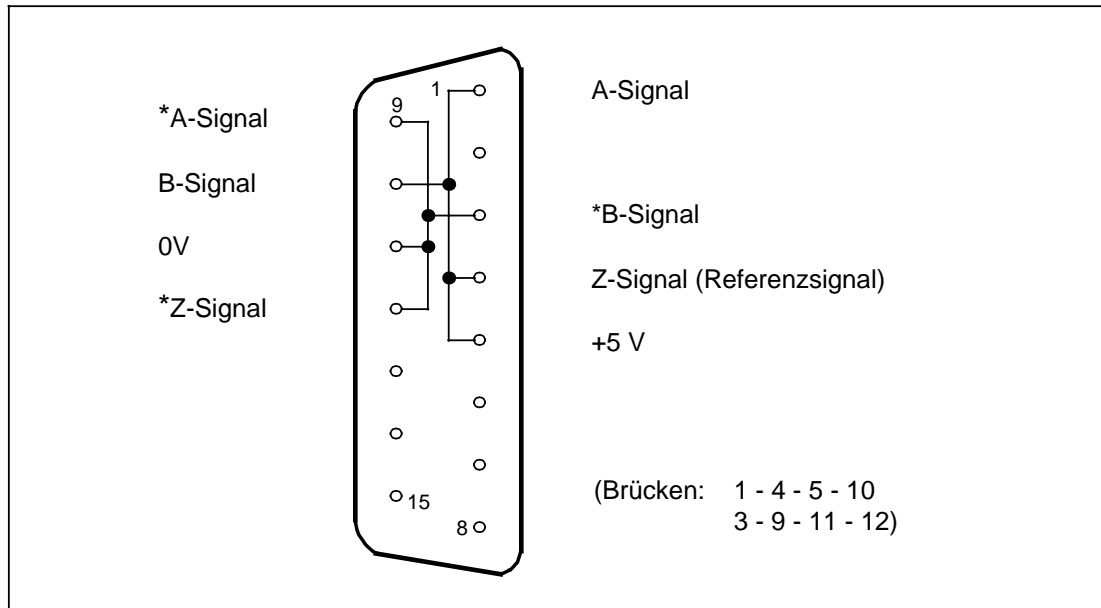 1
A-Signal
9
*A-Signal
B-Signal
*B-Signal
0V
Z-Signal (Referenzsignal)
*Z-Signal
+5 V
(Brücken: 1 - 4 - 5 - 10
15
3 - 9 - 11 - 12)
8